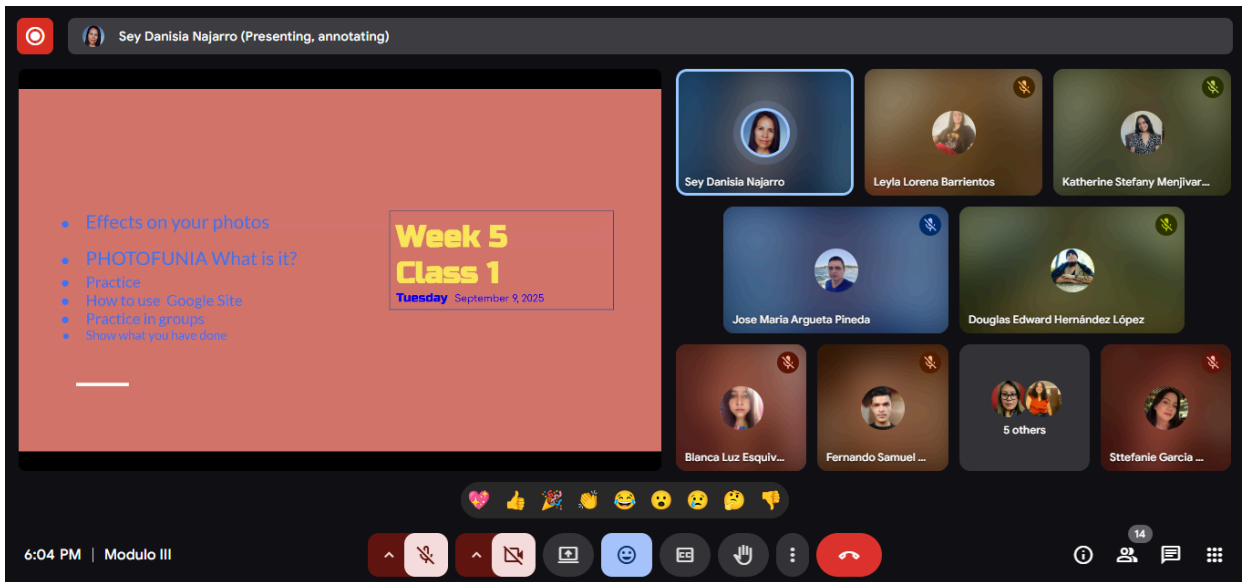 Sey Danisia Najarro (Presenting, annotating)
Effects on your photos
PHOTOFUNIA What is it?
Practice
How to use Google Site
Practice in groups
Show what you have done
Week 5
Class 1
Tuesday September 9, 2025
Sey Danisia Najarro
Leyla Lorena Barrientos
Katherine Stefany Menjivar...
Jose Maria Argueta Pineda
Douglas Edward Hernández López
Blanca Luz Esquiv...
Fernando Samuel ...
5 others
Sttefanie Garcia ...
14
6:04 PM | Modulo III